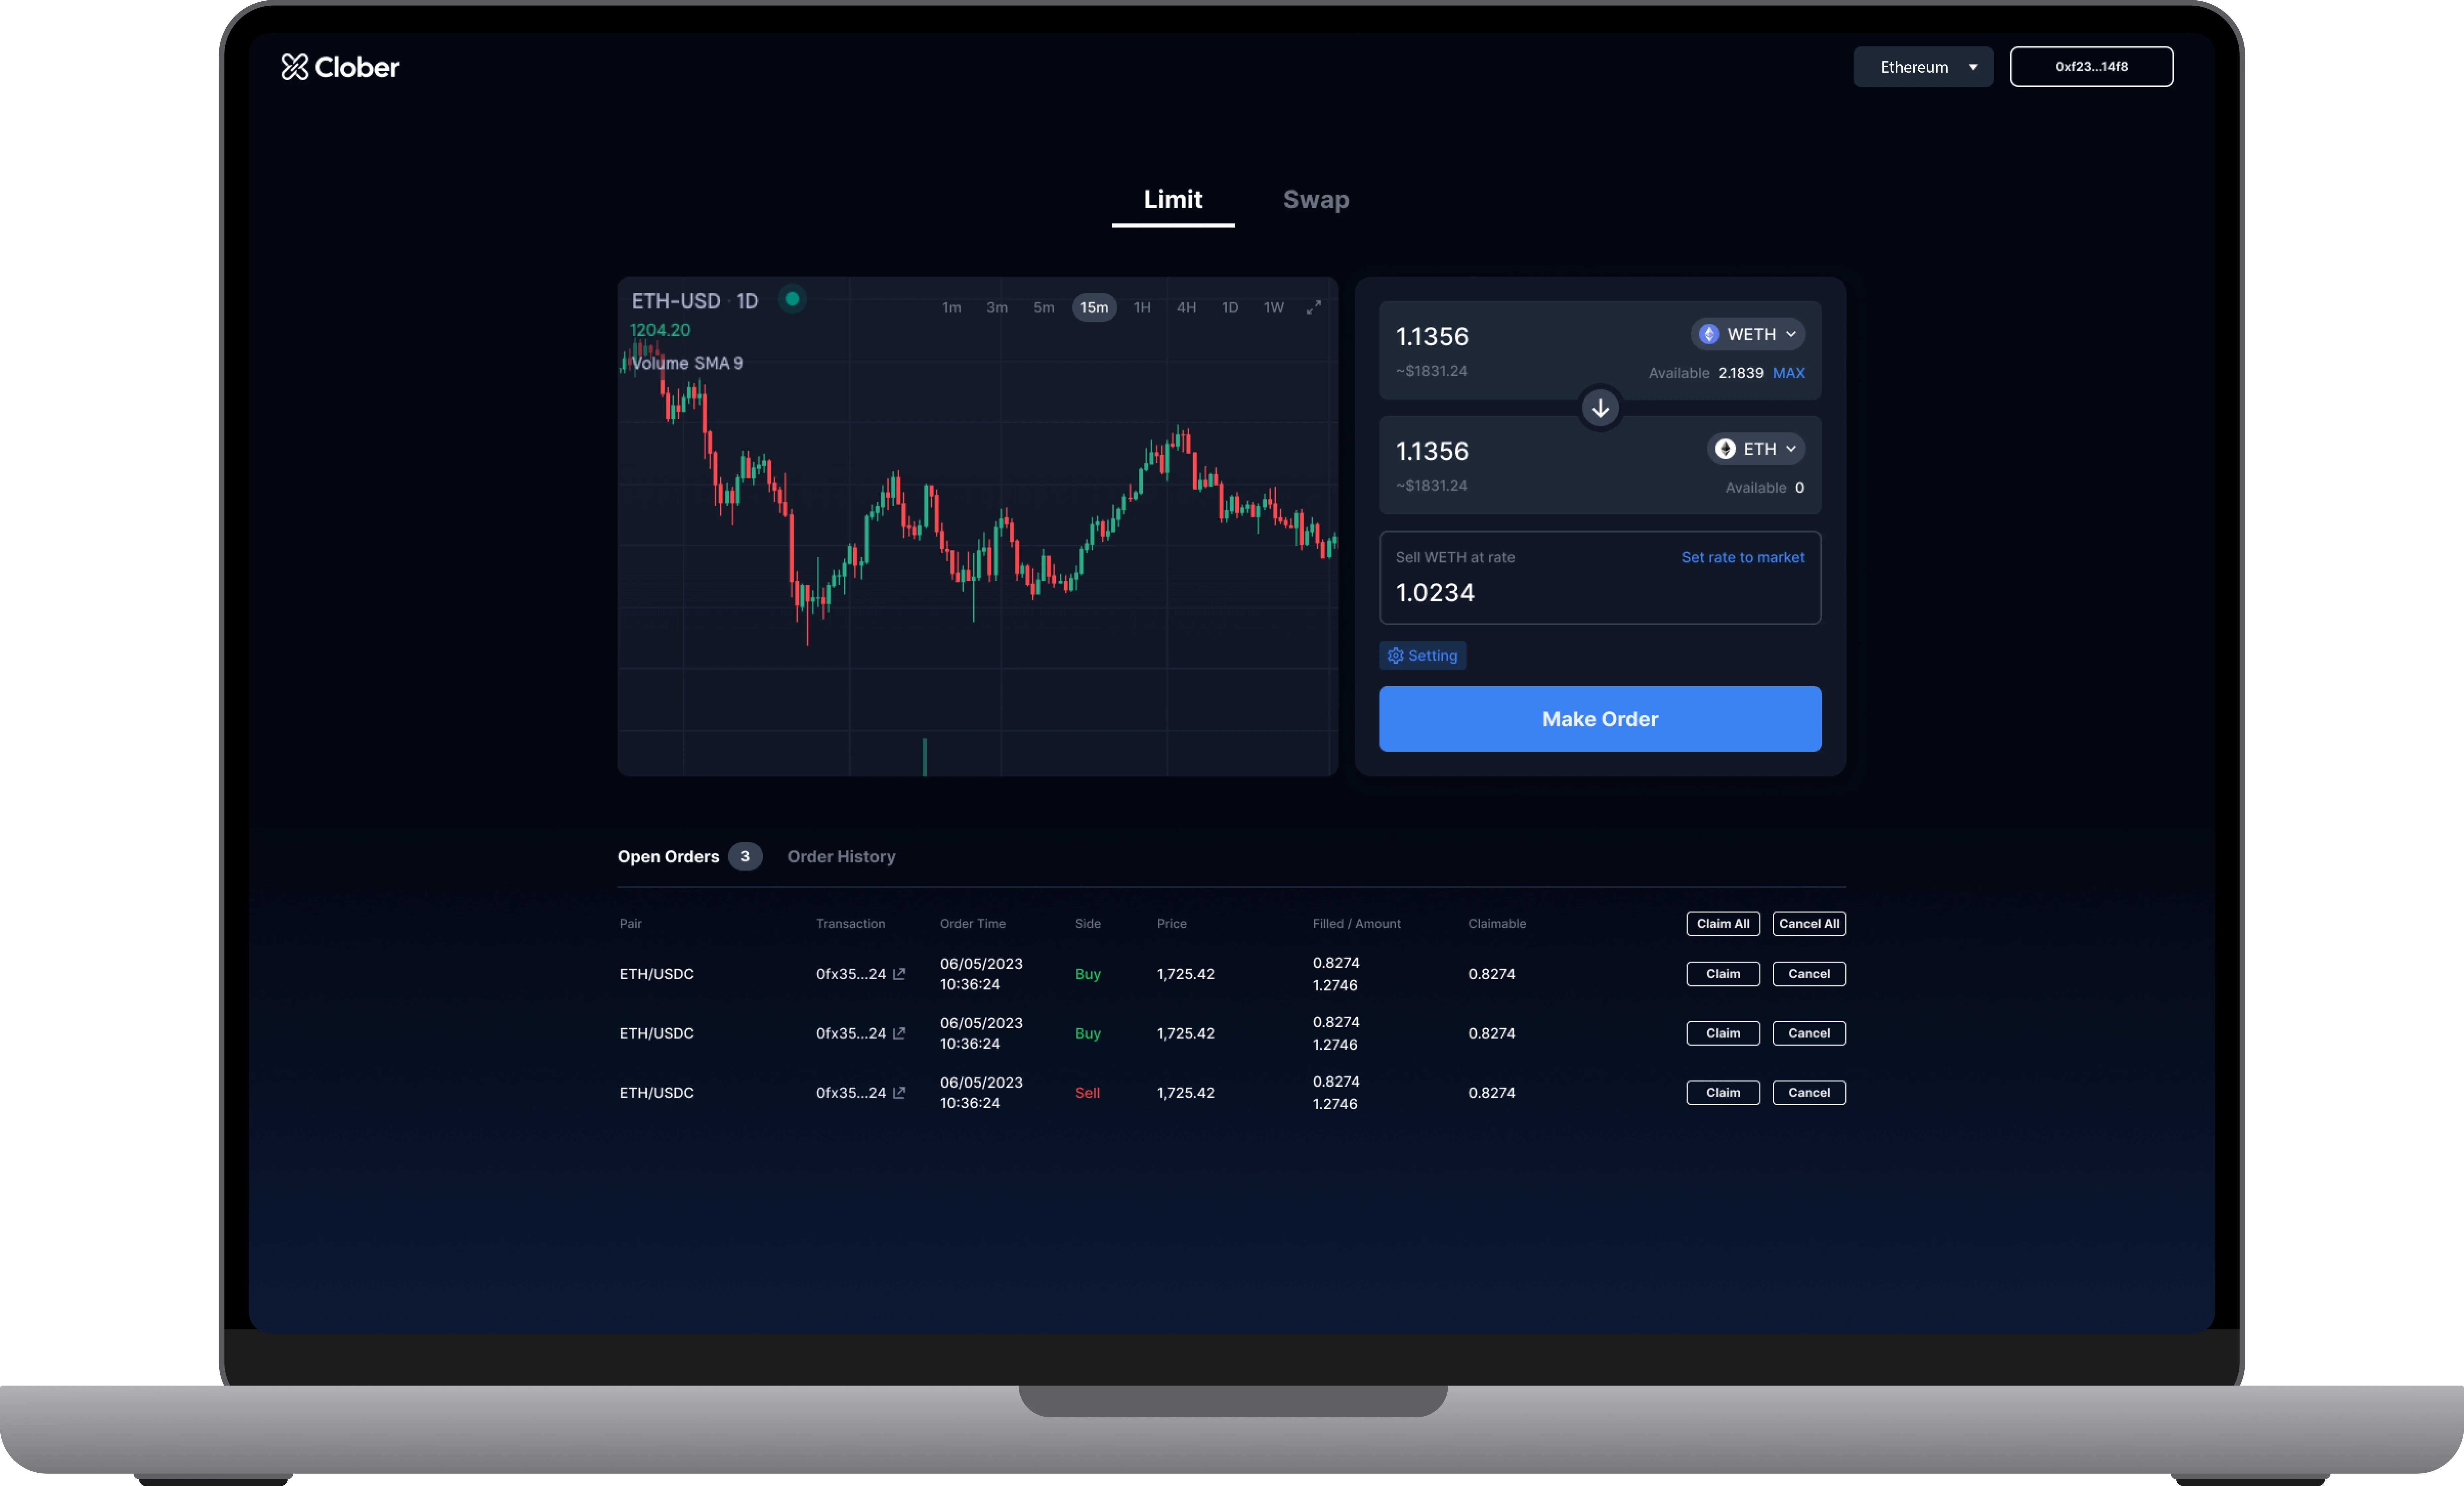 Clober
Ethereum
0xf23...14f8
Limit
Swap
ETH-USD · 1D
1m 3m 5m 15m 1H 4H 1D 1W
1204.20
Volume SMA 9
1.1356
WETH
~$1831.24
Available 2.1839 MAX
1.1356
ETH
~$1831.24
Available 0
Sell WETH at rate
Set rate to market
1.0234
Setting
Make Order
Open Orders 3
Order History
Pair Transaction Order Time Side Price Filled / Amount Claimable Claim All Cancel All
ETH/USDC 0fx35...24 06/05/2023 10:36:24 Buy 1,725.42 0.8274 1.2746 0.8274 Claim Cancel
ETH/USDC 0fx35...24 06/05/2023 10:36:24 Buy 1,725.42 0.8274 1.2746 0.8274 Claim Cancel
ETH/USDC 0fx35...24 06/05/2023 10:36:24 Sell 1,725.42 0.8274 1.2746 0.8274 Claim Cancel